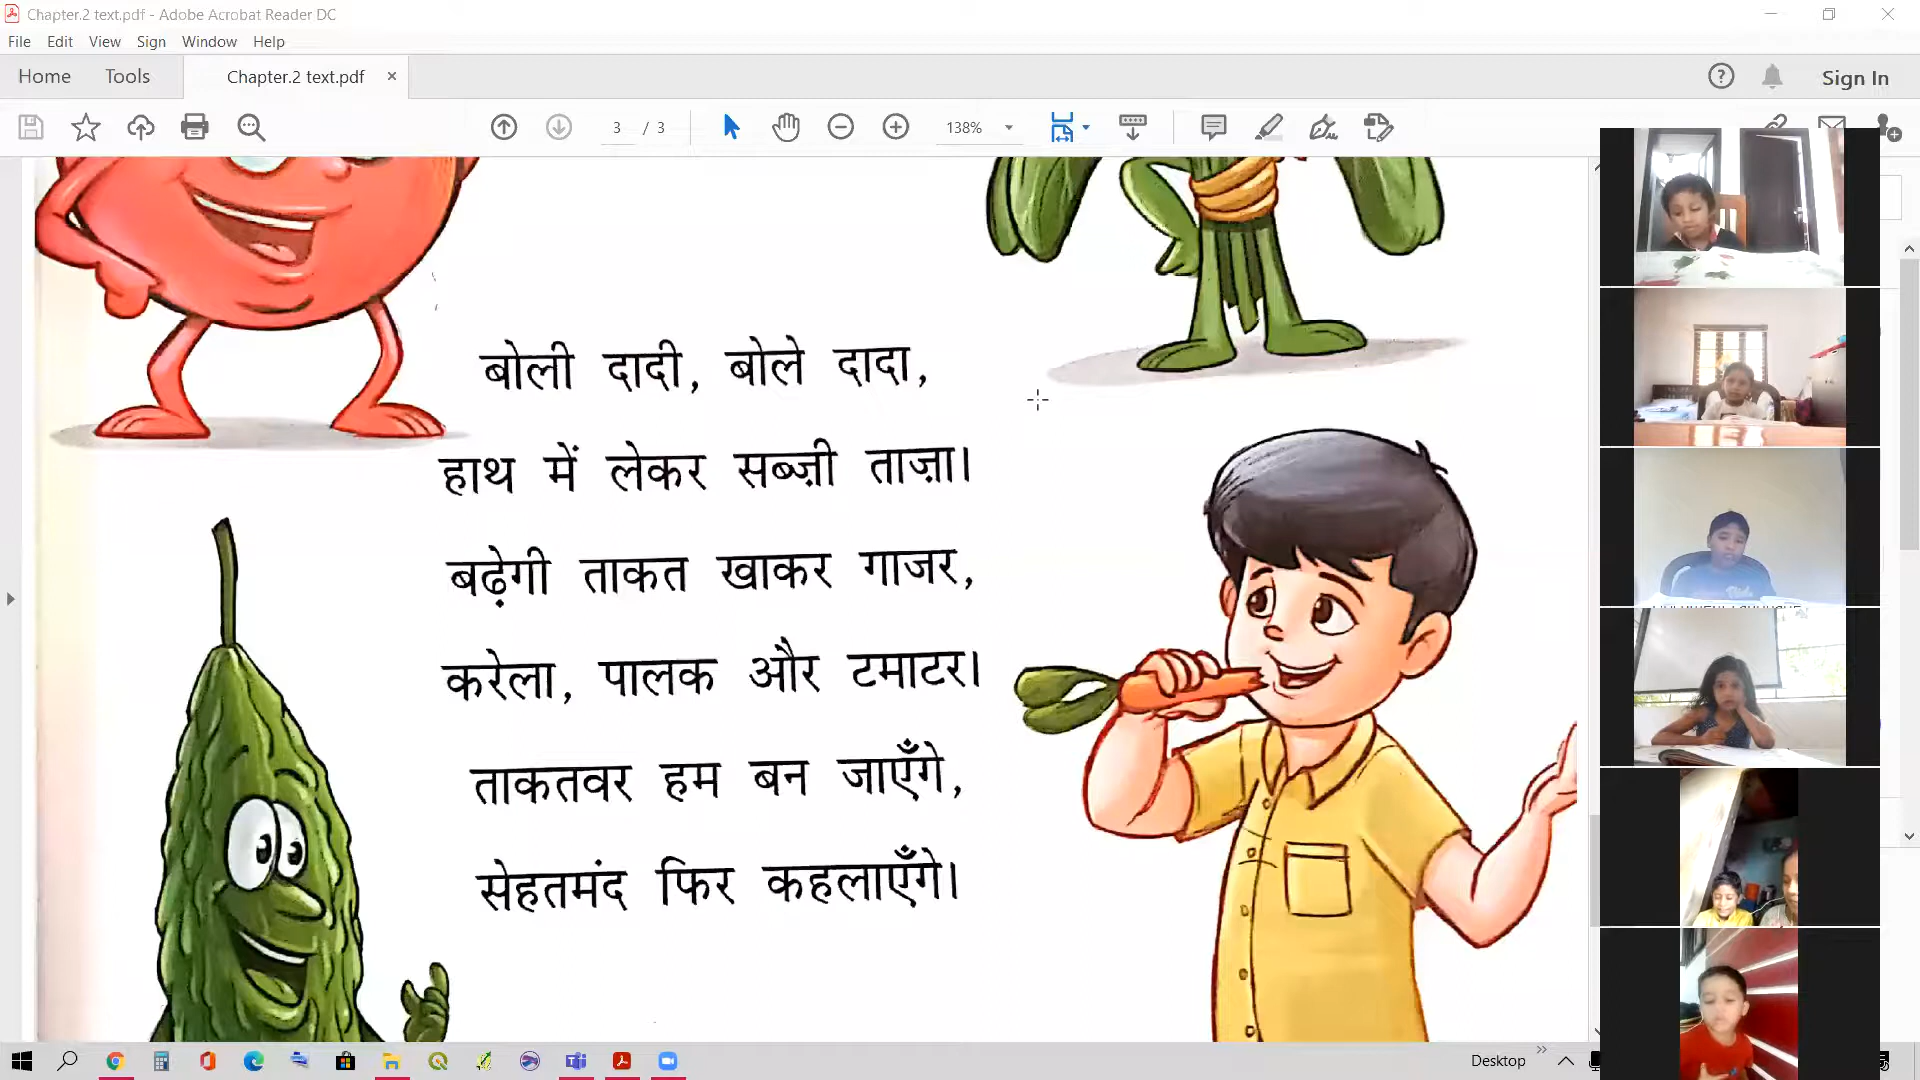 Chapter.2 text.pdf - Adobe Acrobat Reader DC
File Edit View Sign Window Help
Home Tools Chapter.2 text.pdf × Sign In
3 / 3 138%
बोली दादी, बोले दादा,
हाथ में लेकर सब्ज़ी ताज़ा।
बढ़ेगी ताकत खाकर गाजर,
करेला, पालक और टमाटर।
ताकतवर हम बन जाएँगे,
सेहतमंद फिर कहलाएँगे।
Desktop